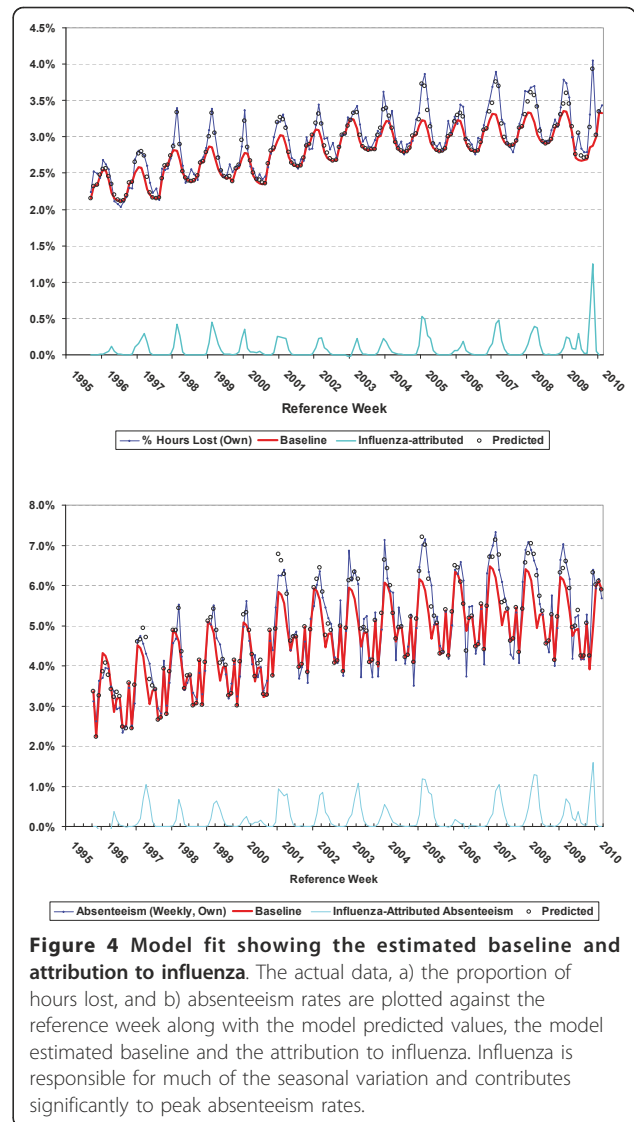 4.5%
4.0%
3.5%
3.0%
2.5%
2.0%
1.5%
1.0%
0.5%
0.0%
1995 1996 1997 1998 1999 2000 2001 2002 2003 2004 2005 2006 2007 2008 2009 2010
Reference Week
% Hours Lost (Own) Baseline Influenza-attributed Predicted
8.0%
7.0%
6.0%
5.0%
4.0%
3.0%
2.0%
1.0%
0.0%
1995 1996 1997 1998 1999 2000 2001 2002 2003 2004 2005 2006 2007 2008 2009 2010
Reference Week
Absenteeism (Weekly, Own) Baseline Influenza-Attributed Absenteeism Predicted
Figure 4 Model fit showing the estimated baseline and
attribution to influenza. The actual data, a) the proportion of
hours lost, and b) absenteeism rates are plotted against the
reference week along with the model predicted values, the model
estimated baseline and the attribution to influenza. Influenza is
responsible for much of the seasonal variation and contributes
significantly to peak absenteeism rates.